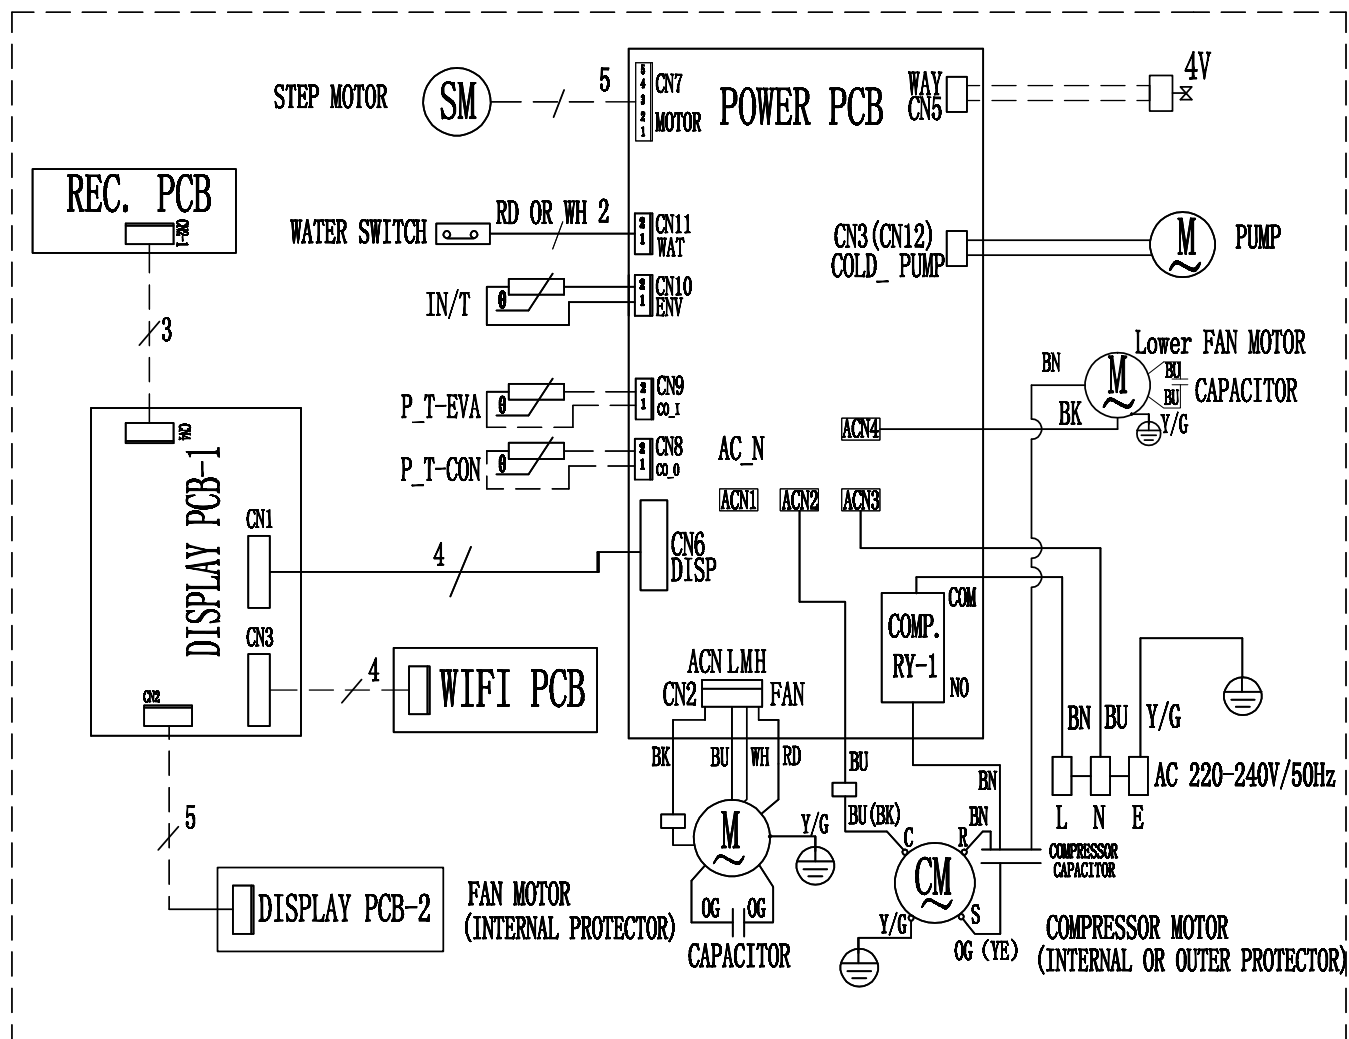 STEP MOTOR
SM
5
5
4
3
2
1
CN7
MOTOR
POWER PCB
WAY
CN5
4V
REC. PCB
3
WATER SWITCH
RD OR WH 2
2
1
CN11
WAT
CN3(CN12)
COLD_ PUMP
M
PUMP
IN/T
θ
2
1
CN10
ENV
P_T-EVA
θ
2
1
CN9
CO_I
P_T-CON
θ
2
1
CN8
CO_O
AC_N
ACN4
ACN1
ACN2
ACN3
BN
BK
M
Lower FAN MOTOR
BU
BU
CAPACITOR
Y/G
CN4
DISPLAY PCB-1
CN1
4
CN6
DISP
CN3
4
WIFI PCB
CN2
5
DISPLAY PCB-2
COMP.
RY-1
COM
NO
ACN LMH
CN2
FAN
BK
BU
WH
RD
M
Y/G
OG
OG
CAPACITOR
FAN MOTOR
(INTERNAL PROTECTOR)
BU
BU(BK)
C
R
S
CM
BN
BN
Y/G
OG (YE)
COMPRESSOR
CAPACITOR
COMPRESSOR MOTOR
(INTERNAL OR OUTER PROTECTOR)
BN
BU
Y/G
AC 220-240V/50Hz
L
N
E